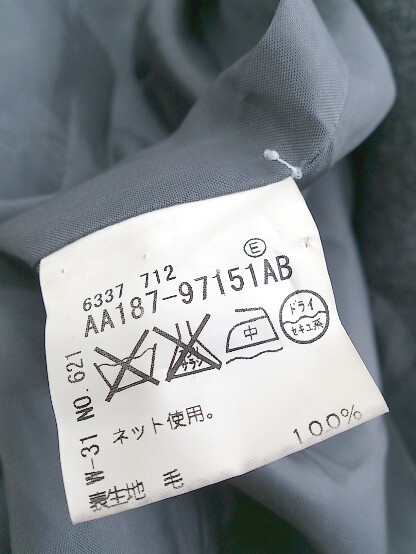 Ⓔ
6337 712
AA187-97151AB
中
ドライ
セキユ系
ネット使用。
W-31 NO. 621
表生地 毛 100%